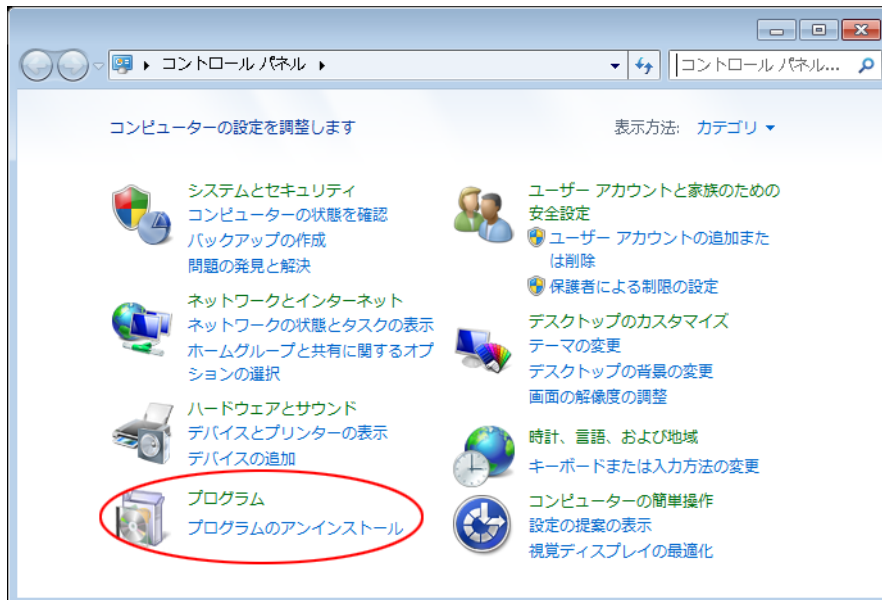 コントロール パネル
コントロール パネル...
コンピューターの設定を調整します
表示方法: カテゴリ
システムとセキュリティ
コンピューターの状態を確認
バックアップの作成
問題の発見と解決
ネットワークとインターネット
ネットワークの状態とタスクの表示
ホームグループと共有に関するオプ
ションの選択
ハードウェアとサウンド
デバイスとプリンターの表示
デバイスの追加
プログラム
プログラムのアンインストール
ユーザー アカウントと家族のための
安全設定
ユーザー アカウントの追加また
は削除
保護者による制限の設定
デスクトップのカスタマイズ
テーマの変更
デスクトップの背景の変更
画面の解像度の調整
時計、言語、および地域
キーボードまたは入力方法の変更
コンピューターの簡単操作
設定の提案の表示
視覚ディスプレイの最適化